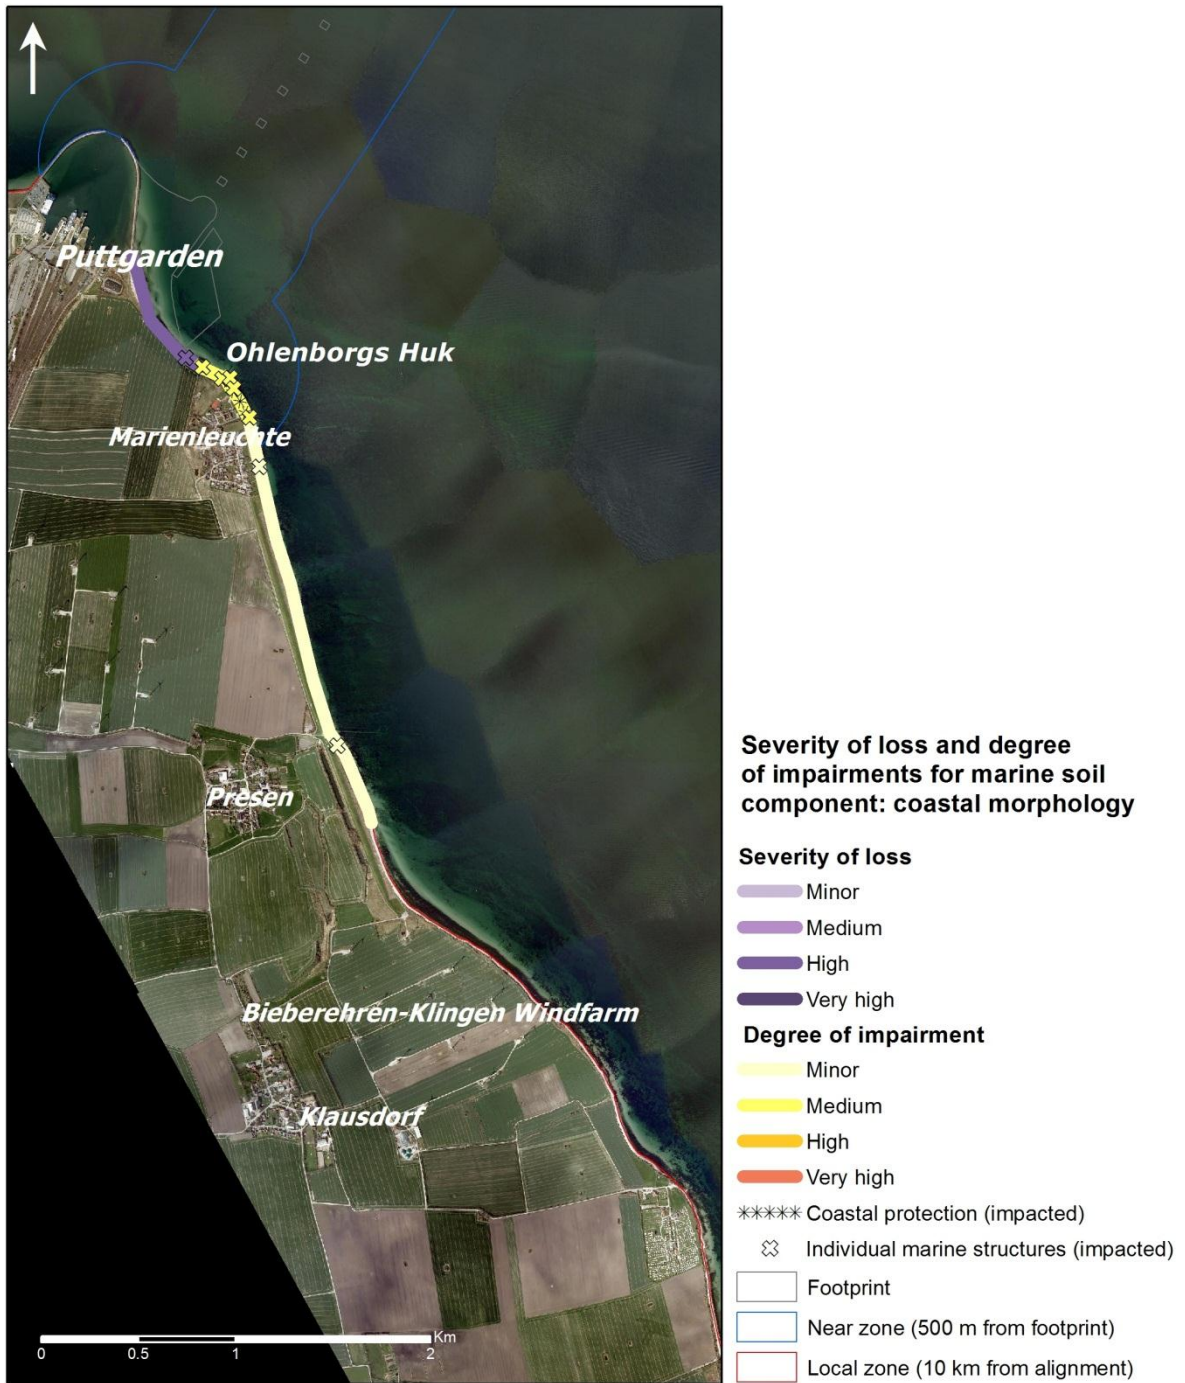 Puttgarden
Ohlenborgs Huk
Marienleuchte
Presen
Bieberehren-Klingen Windfarm
Klausdorf
Km
0 0.5 1 2
Severity of loss and degree
of impairments for marine soil
component: coastal morphology
Severity of loss
Minor
Medium
High
Very high
Degree of impairment
Minor
Medium
High
Very high
Coastal protection (impacted)
Individual marine structures (impacted)
Footprint
Near zone (500 m from footprint)
Local zone (10 km from alignment)